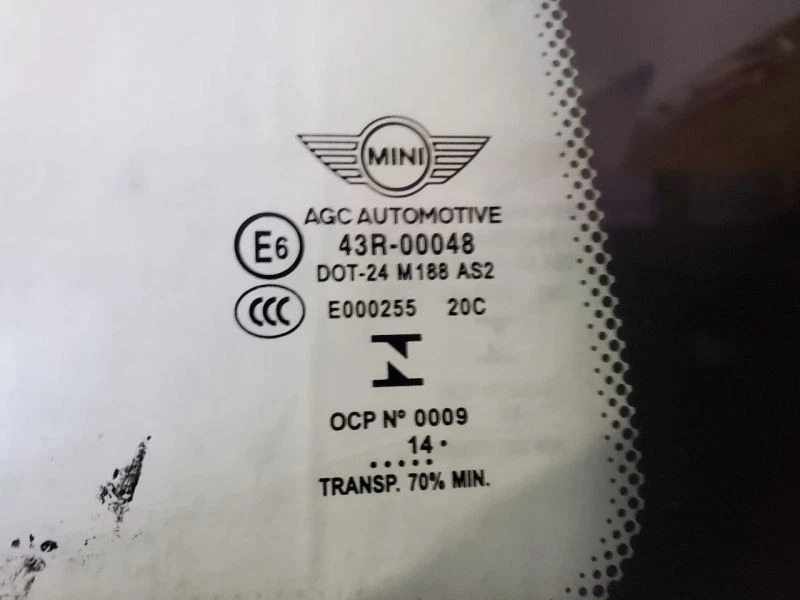 MINI
AGC AUTOMOTIVE
E6 43R-00048
DOT-24 M188 AS2
CCC E000255 20C
OCP Nº 0009
14 •
• • • • •
TRANSP. 70% MIN.